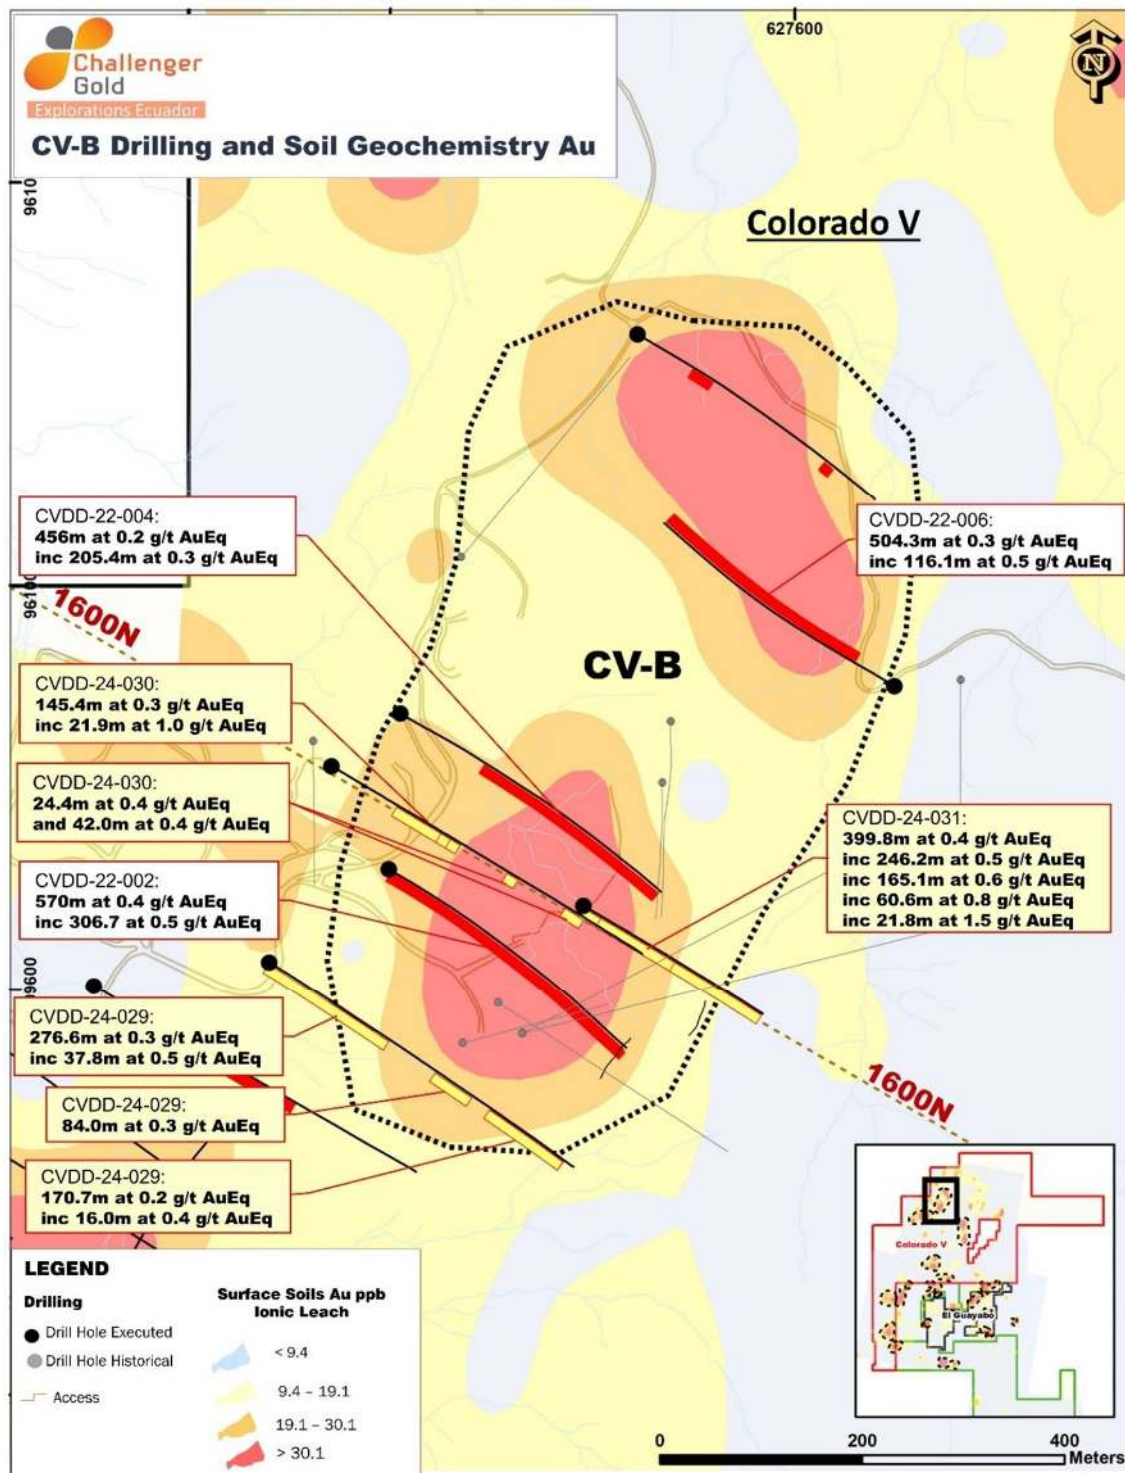 Challenger
Gold
Explorations Ecuador
CV-B Drilling and Soil Geochemistry Au
627600
N
9610
Colorado V
CVDD-22-004:
456m at 0.2 g/t AuEq
inc 205.4m at 0.3 g/t AuEq
CVDD-22-006:
504.3m at 0.3 g/t AuEq
inc 116.1m at 0.5 g/t AuEq
96100
1600N
CV-B
CVDD-24-030:
145.4m at 0.3 g/t AuEq
inc 21.9m at 1.0 g/t AuEq
CVDD-24-030:
24.4m at 0.4 g/t AuEq
and 42.0m at 0.4 g/t AuEq
CVDD-24-031:
399.8m at 0.4 g/t AuEq
inc 246.2m at 0.5 g/t AuEq
inc 165.1m at 0.6 g/t AuEq
inc 60.6m at 0.8 g/t AuEq
inc 21.8m at 1.5 g/t AuEq
CVDD-22-002:
570m at 0.4 g/t AuEq
inc 306.7 at 0.5 g/t AuEq
09600
CVDD-24-029:
276.6m at 0.3 g/t AuEq
inc 37.8m at 0.5 g/t AuEq
CVDD-24-029:
84.0m at 0.3 g/t AuEq
1600N
CVDD-24-029:
170.7m at 0.2 g/t AuEq
inc 16.0m at 0.4 g/t AuEq
Colorado V
El Guayabo
LEGEND
Drilling
Drill Hole Executed
Drill Hole Historical
Access
Surface Soils Au ppb
Ionic Leach
< 9.4
9.4 – 19.1
19.1 – 30.1
> 30.1
0 200 400
Meters